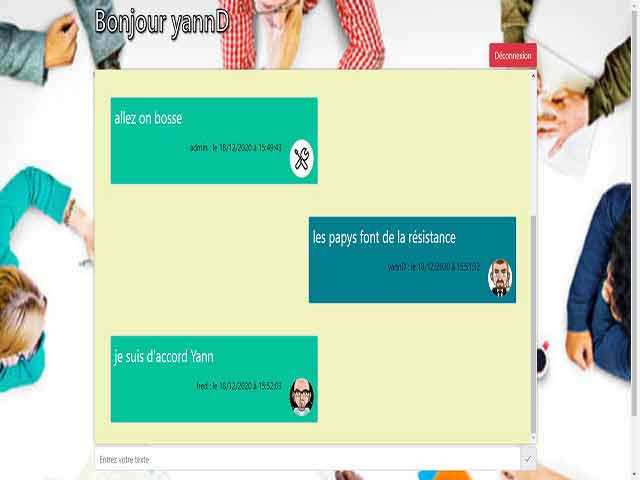 Bonjour yannD
Déconnexion
allez on bosse
admin : le 18/12/2020 à 15:49:43
les papys font de la résistance
yannD : le 18/12/2020 à 15:51:32
je suis d'accord Yann
fred : le 18/12/2020 à 15:52:03
Entrez votre texte